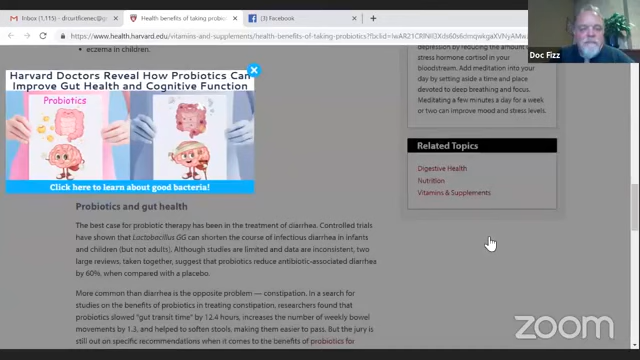 Inbox (1,115) - drcurtficenec@g
Health benefits of taking probioti
(3) Facebook
https://www.health.harvard.edu/vitamins-and-supplements/health-benefits-of-taking-probiotics?
eczema in children.
depression by reducing the amount of
stress hormone cortisol in your
bloodstream. Add meditation into your
day by setting aside a time and place
devoted to deep breathing and focus.
Meditating a few minutes a day for a week
or two can improve mood and stress levels.
Doc Fizz
Harvard Doctors Reveal How Probiotics Can
Improve Gut Health and Cognitive Function
Probiotics
Click here to learn about good bacteria!
Related Topics
Digestive Health
Nutrition
Vitamins & Supplements
Probiotics and gut health
The best case for probiotic therapy has been in the treatment of diarrhea. Controlled trials
have shown that Lactobacillus GG can shorten the course of infectious diarrhea in infants
and children (but not adults). Although studies are limited and data are inconsistent, two
large reviews, taken together, suggest that probiotics reduce antibiotic-associated diarrhea
by 60%, when compared with a placebo.
More common than diarrhea is the opposite problem — constipation. In a search for
studies on the benefits of probiotics in treating constipation, researchers found that
probiotics slowed "gut transit time" by 12.4 hours, increases the number of weekly bowel
movements by 1.3, and helped to soften stools, making them easier to pass. But the jury is
still out on specific recommendations when it comes to the benefits of probiotics for
zoom